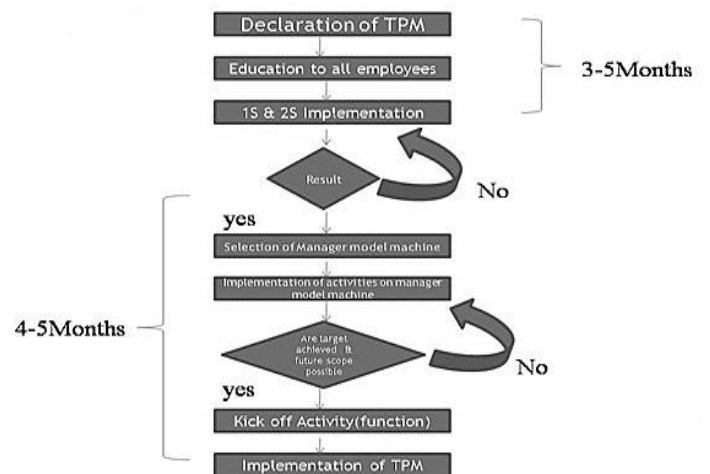 Declaration of TPM
Education to all employees
3-5Months
1S & 2S Implementation
Result
No
yes
Selection of Manager model machine
Implementation of activities on manager
model machine
4-5Months
Are target
achieved . &
future scope
possible
No
yes
Kick off Activity(function)
Implementation of TPM